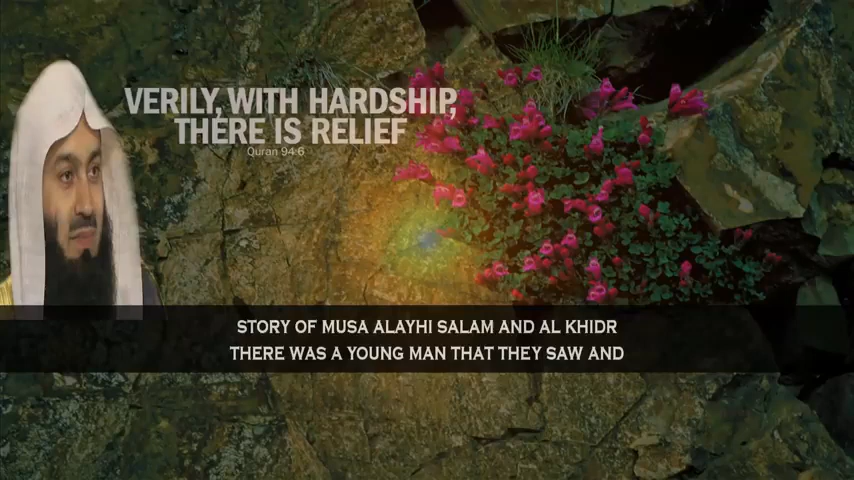 VERILY, WITH HARDSHIP,
THERE IS RELIEF
Quran 94:6
STORY OF MUSA ALAYHI SALAM AND AL KHIDR
THERE WAS A YOUNG MAN THAT THEY SAW AND